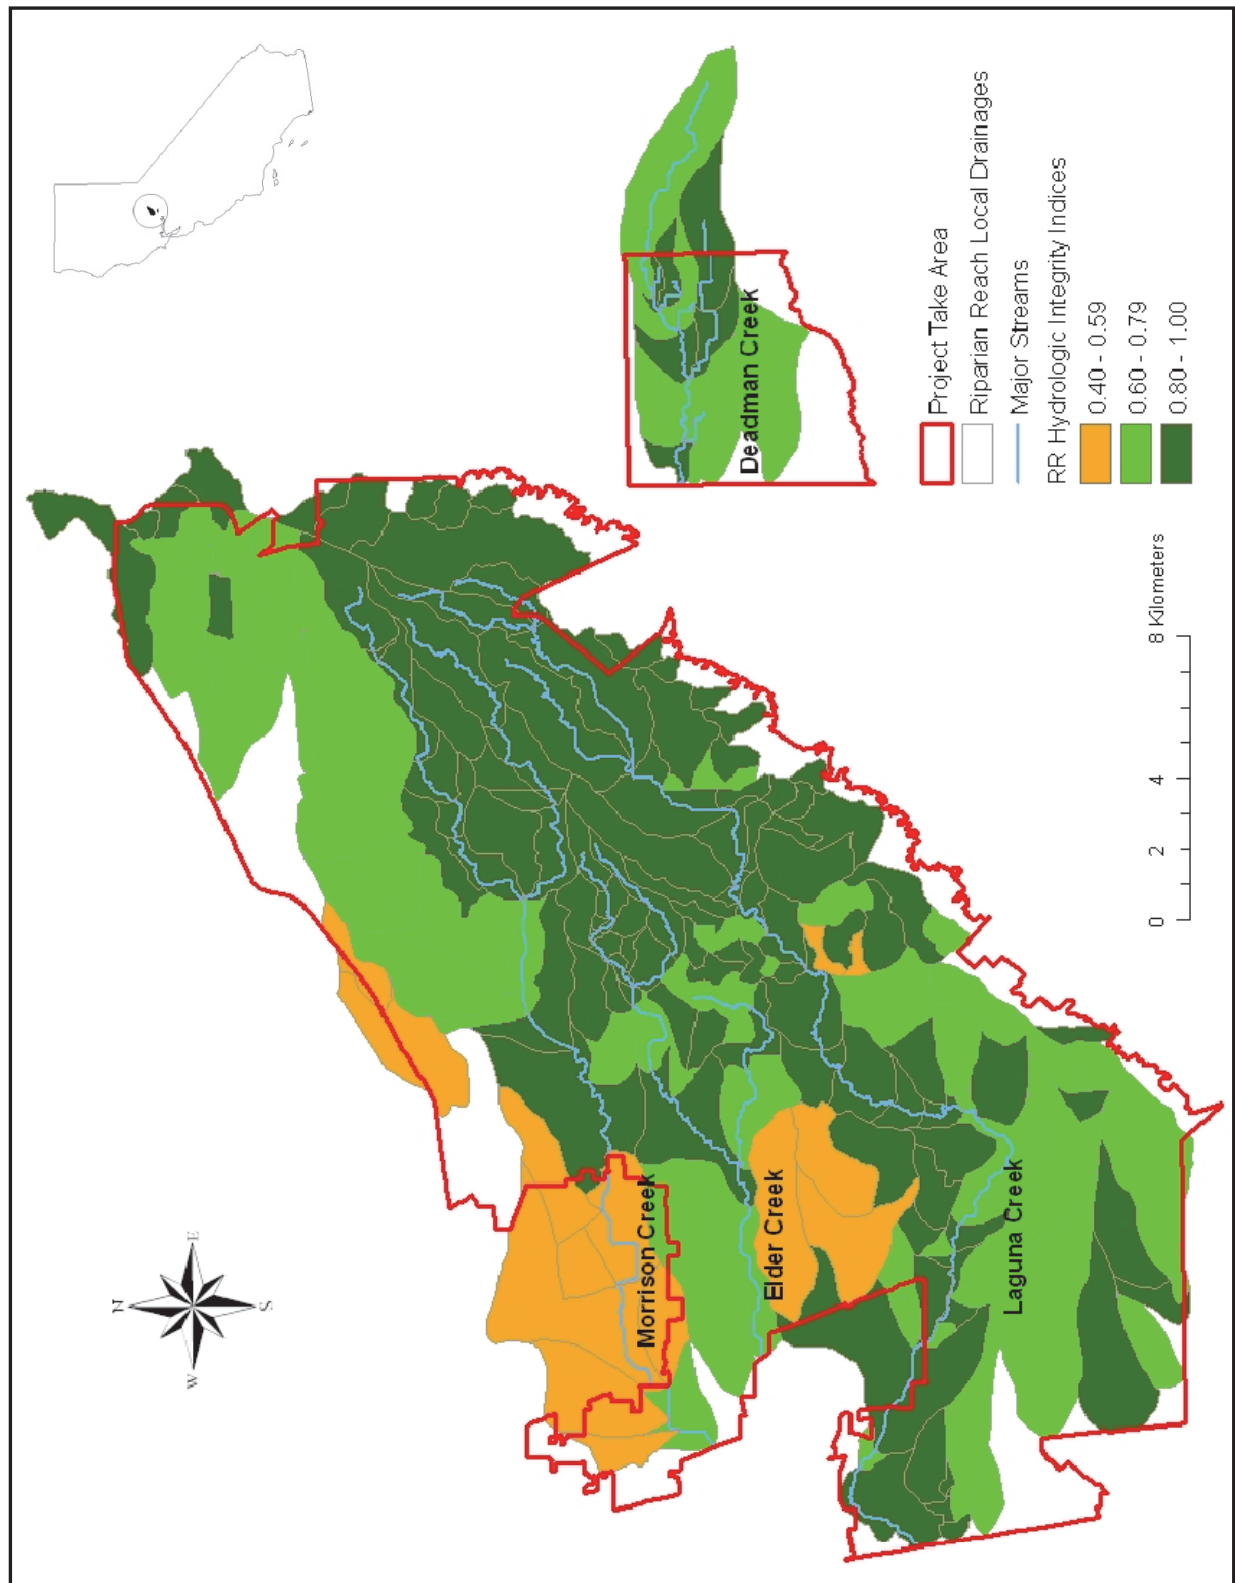 N
W
E
S
Morrison Creek
Elder Creek
Laguna Creek
Deadman Creek
0
2
4
8 Kilometers
Project Take Area
Riparian Reach Local Drainages
Major Streams
RR Hydrologic Integrity Indices
0.40 - 0.59
0.60 - 0.79
0.80 - 1.00